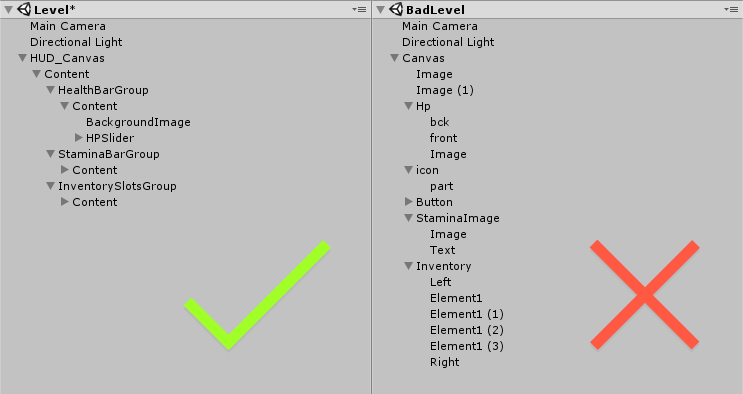 Level*
Main Camera
Directional Light
HUD_Canvas
Content
HealthBarGroup
Content
BackgroundImage
HPSlider
StaminaBarGroup
Content
InventorySlotsGroup
Content
BadLevel
Main Camera
Directional Light
Canvas
Image
Image (1)
Hp
bck
front
Image
icon
part
Button
StaminaImage
Image
Text
Inventory
Left
Element1
Element1 (1)
Element1 (2)
Element1 (3)
Right